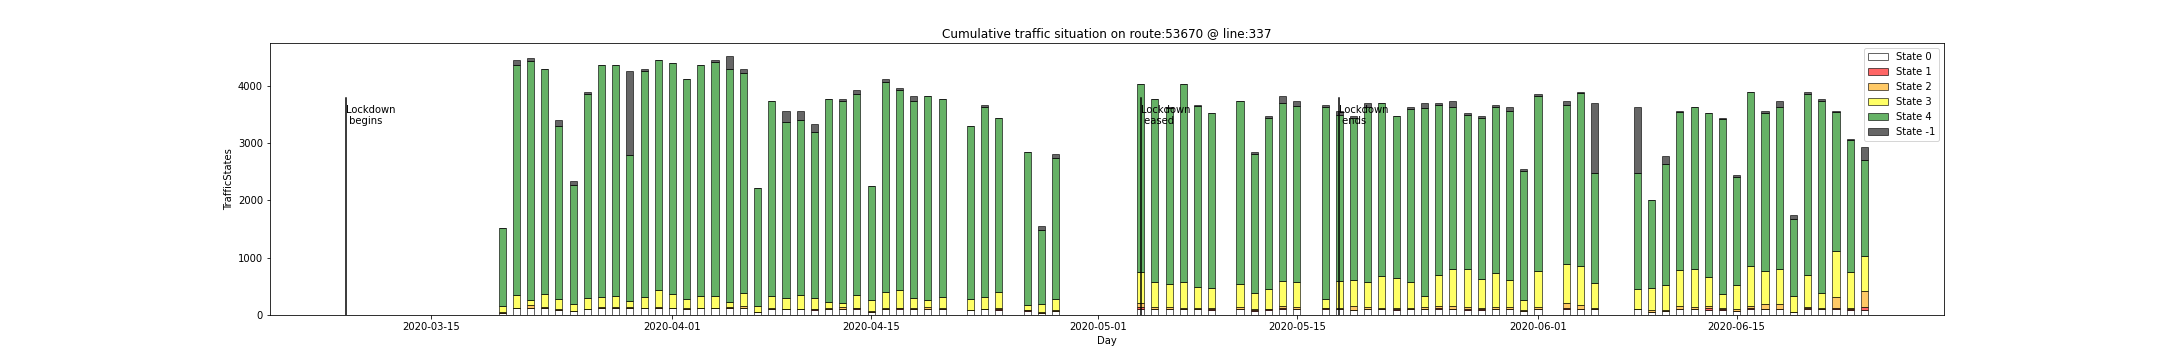 Cumulative traffic situation on route:53670 @ line:337
TrafficStates
4000
3000
2000
1000
0
Lockdown
begins
Lockdown
eased
Lockdown
ends
State 0
State 1
State 2
State 3
State 4
State -1
2020-03-15
2020-04-01
2020-04-15
2020-05-01
2020-05-15
2020-06-01
2020-06-15
Day